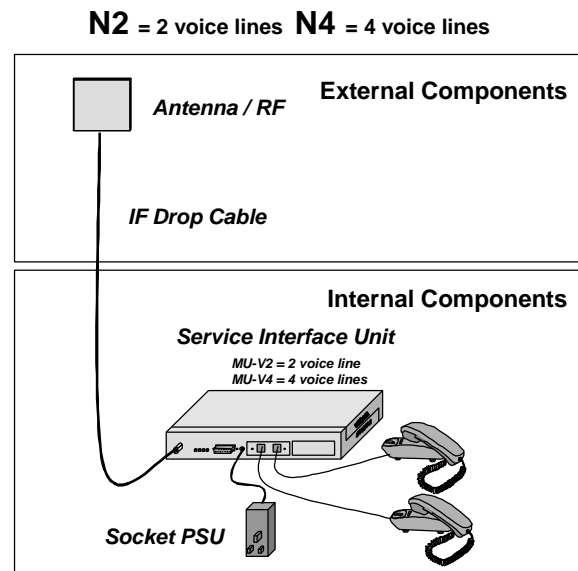 N2 = 2 voice lines N4 = 4 voice lines
External Components
Antenna / RF
IF Drop Cable
Internal Components
Service Interface Unit
MU-V2 = 2 voice line
MU-V4 = 4 voice lines
Socket PSU